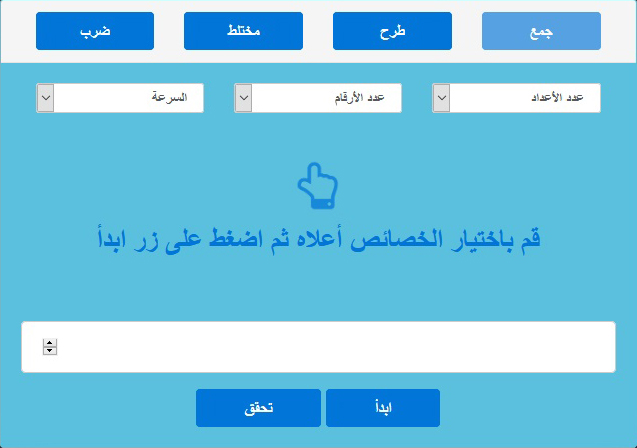 جمع طرح مختلط ضرب
عدد الأعداد عدد الأرقام السرعة
قم باختيار الخصائص أعلاه ثم اضغط على زر ابدأ
ابدأ تحقق